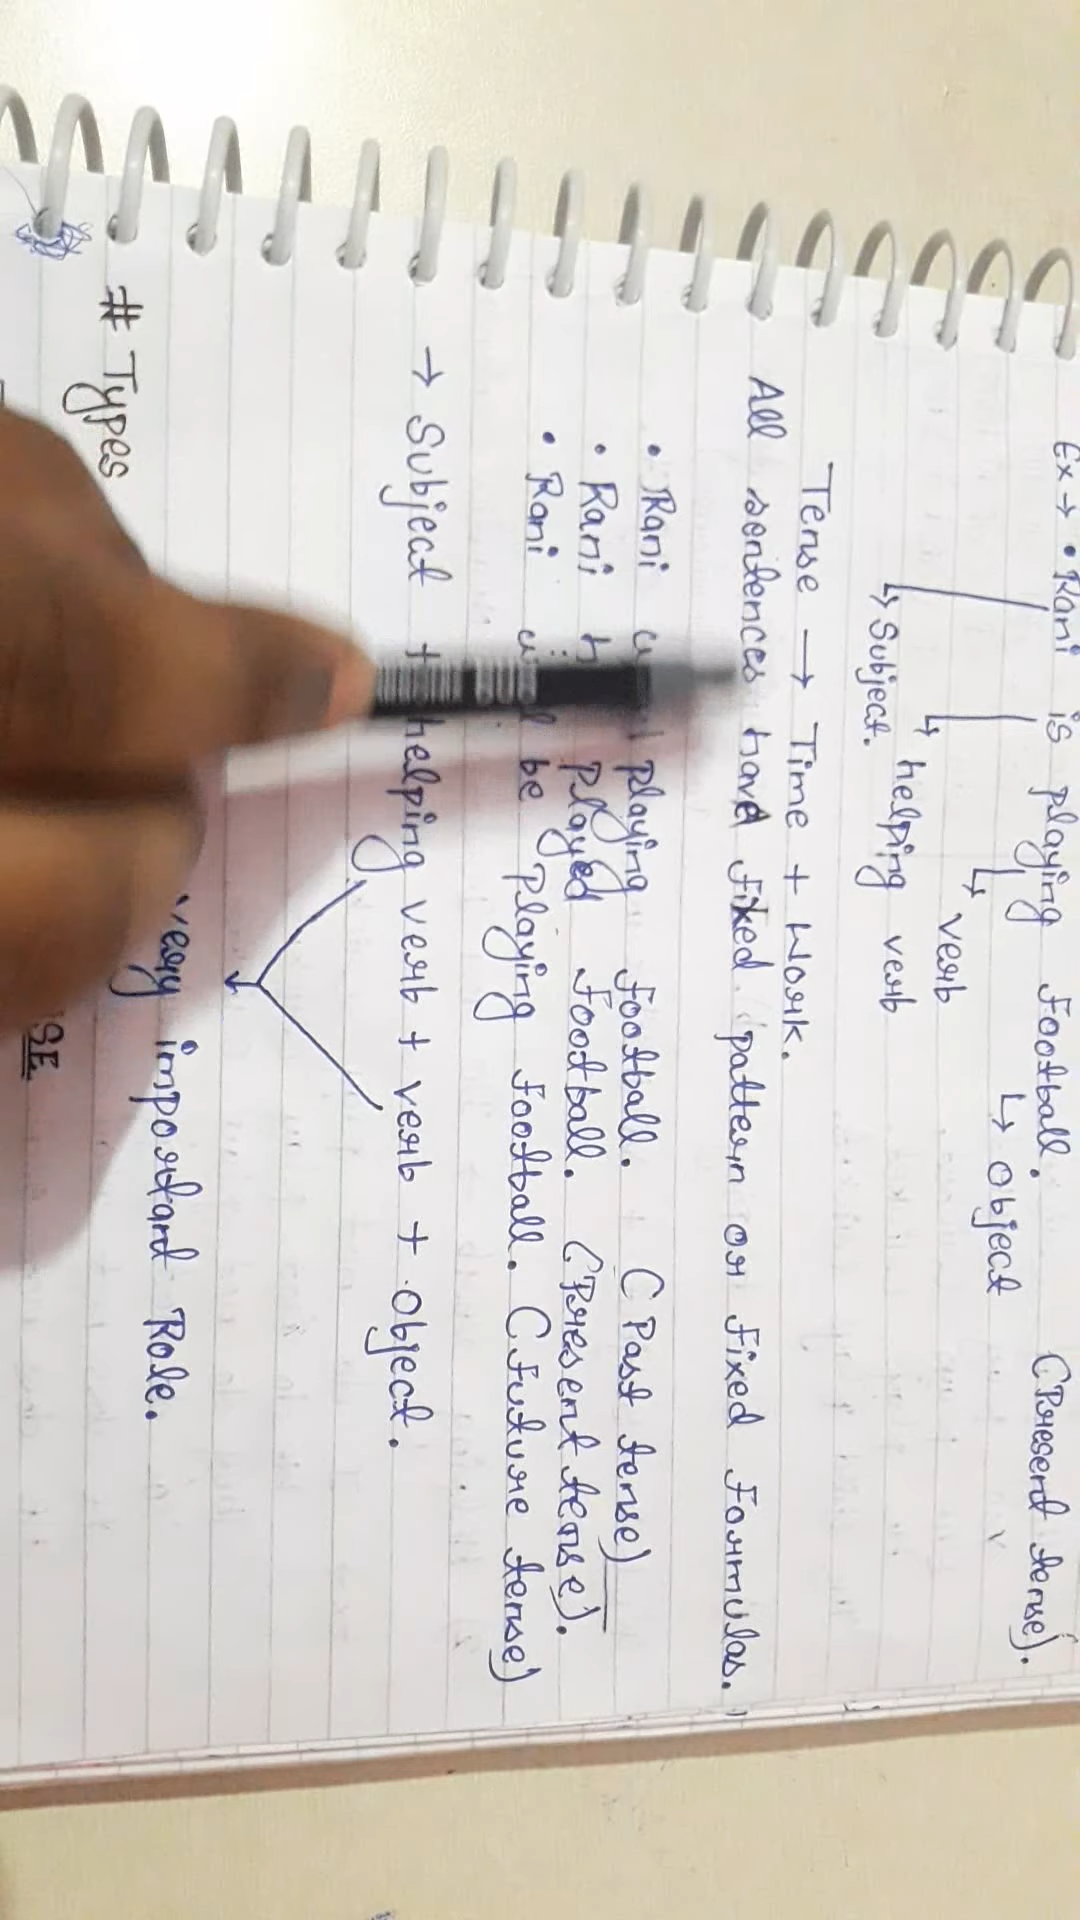 Ex → • Rani is playing football. (Present tense).
↳ object
↳ verb
↳ helping verb
↳ Subject.
Tense → Time + Work.
All sentences have fixed pattern or fixed formulas.
• Rani playing football. (Past tense)
• Rani played football. (Present tense).
• Rani be playing football. (future tense)
→ Subject + helping verb + verb + object.
very important Role.
# Types